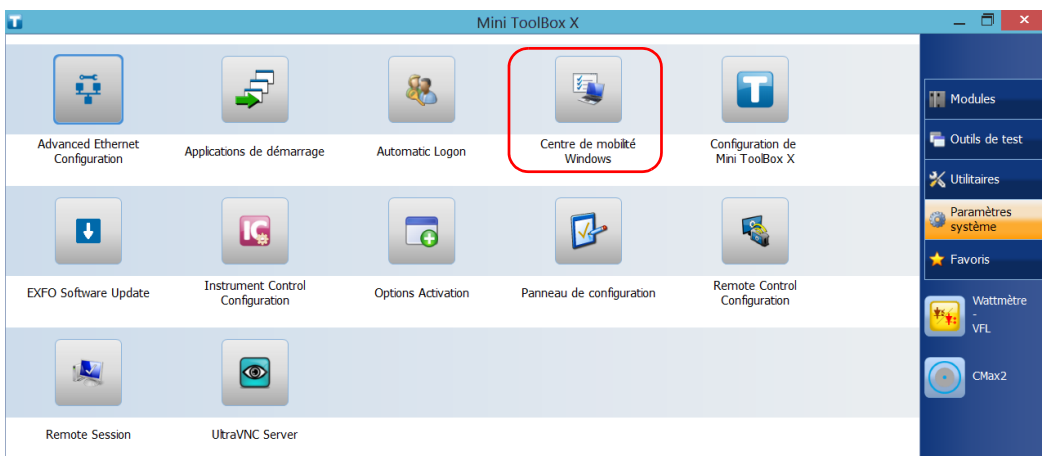 Mini ToolBox X
Advanced Ethernet
Configuration
Applications de démarrage
Automatic Logon
Centre de mobilité
Windows
Configuration de
Mini ToolBox X
EXFO Software Update
Instrument Control
Configuration
Options Activation
Panneau de configuration
Remote Control
Configuration
Remote Session
UltraVNC Server
Modules
Outils de test
Utilitaires
Paramètres
système
Favoris
Wattmètre
-
VFL
CMax2